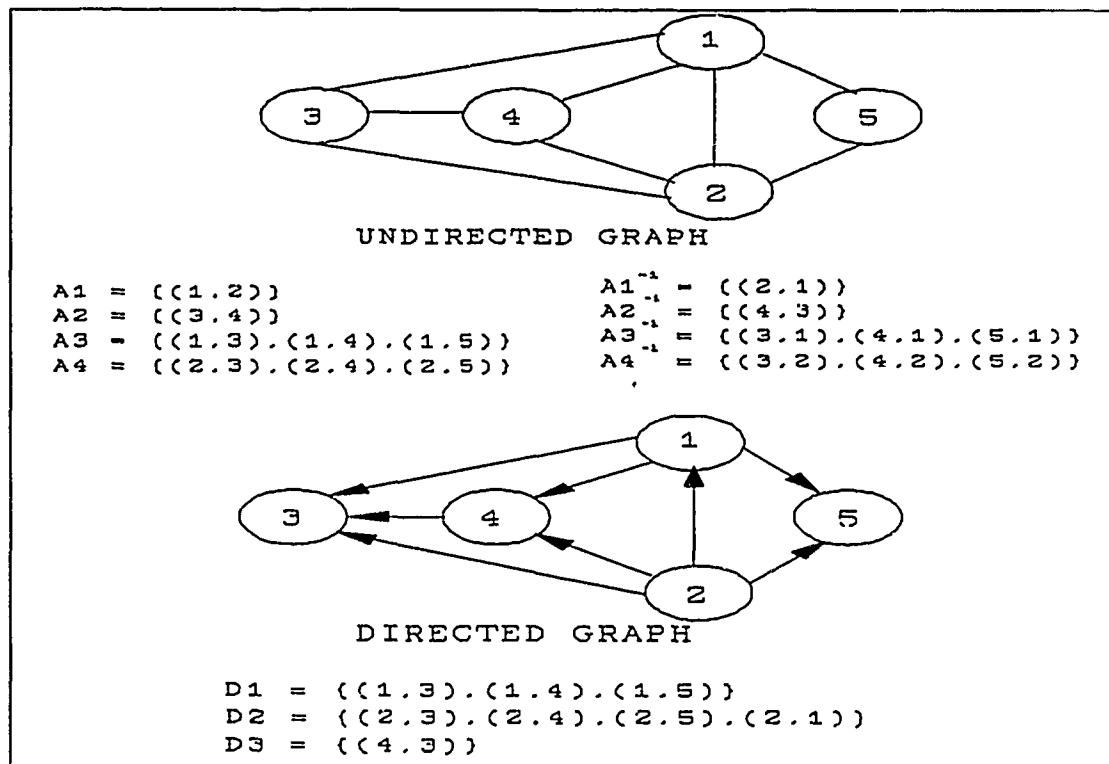 1
3
4
5
2
UNDIRECTED GRAPH
A1 = {(1.2)}
A2 = {(3.4)}
A3 = {(1.3).(1.4).(1.5)}
A4 = {(2.3).(2.4).(2.5)}
A1⁻¹ = {(2.1)}
A2⁻¹ = {(4.3)}
A3⁻¹ = {(3.1).(4.1).(5.1)}
A4⁻¹ = {(3.2).(4.2).(5.2)}
1
3
4
5
2
DIRECTED GRAPH
D1 = {(1.3).(1.4).(1.5)}
D2 = {(2.3).(2.4).(2.5).(2.1)}
D3 = {(4.3)}